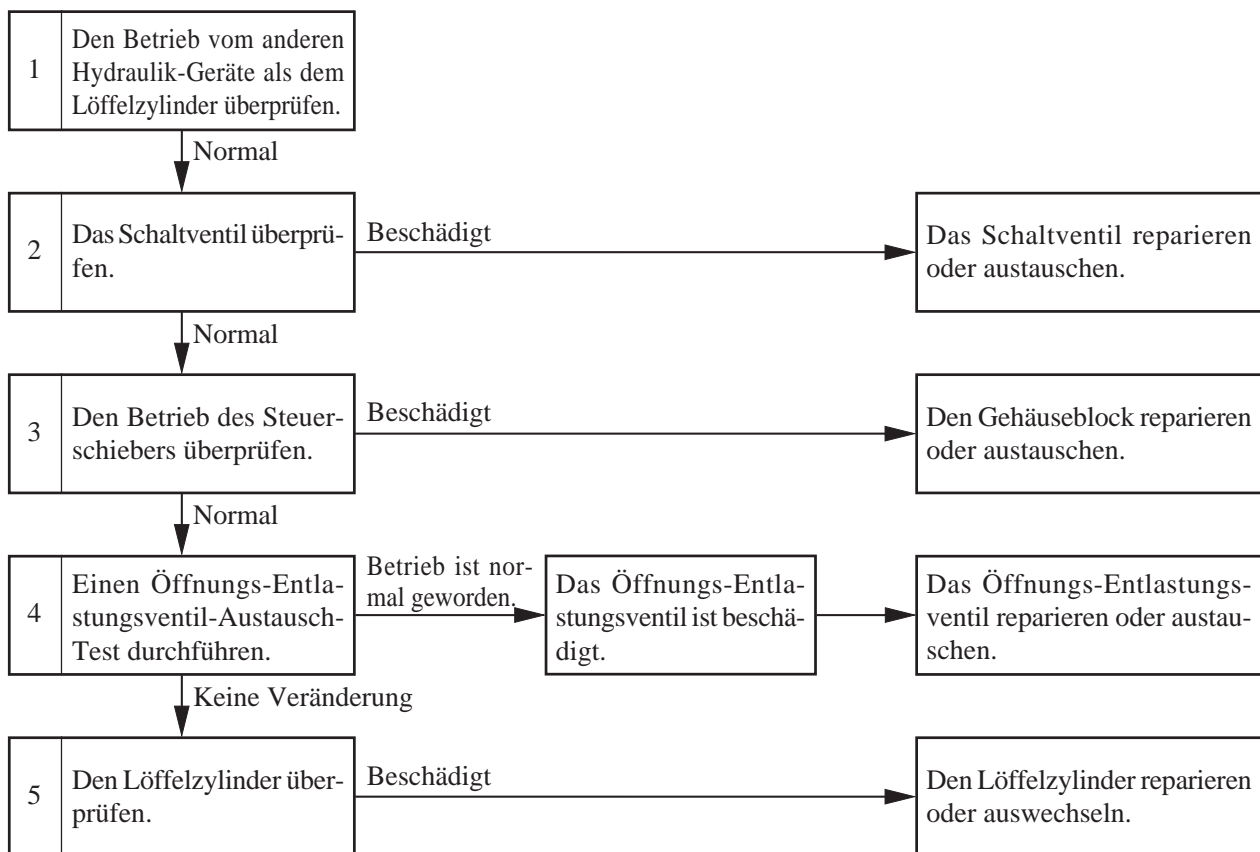 1
Den Betrieb vom anderen
Hydraulik-Geräte als dem
Löffelzylinder überprüfen.
Normal
2
Das Schaltventil überprü-
fen.
Beschädigt
Das Schaltventil reparieren
oder austauschen.
Normal
3
Den Betrieb des Steuer-
schiebers überprüfen.
Beschädigt
Den Gehäuseblock reparieren
oder austauschen.
Normal
4
Einen Öffnungs-Entla-
stungsventil-Austausch-
Test durchführen.
Betrieb ist nor-
mal geworden.
Das Öffnungs-Entla-
stungsventil ist beschä-
digt.
Das Öffnungs-Entlastungs-
ventil reparieren oder austau-
schen.
Keine Veränderung
5
Den Löffelzylinder über-
prüfen.
Beschädigt
Den Löffelzylinder reparieren
oder auswechseln.